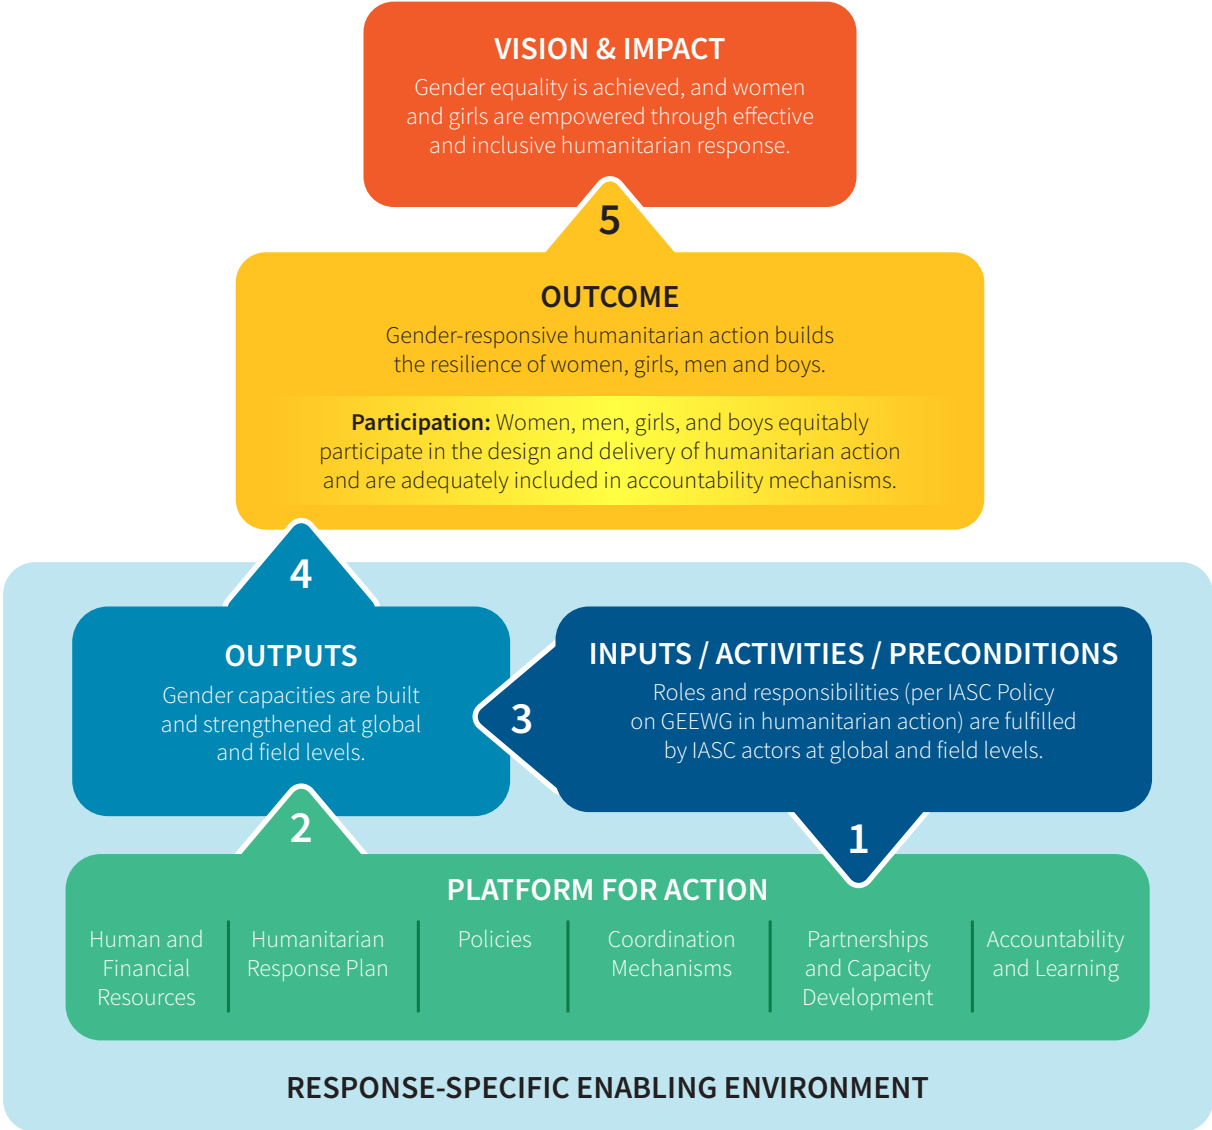 VISION & IMPACT
Gender equality is achieved, and women
and girls are empowered through effective
and inclusive humanitarian response.
5
OUTCOME
Gender-responsive humanitarian action builds
the resilience of women, girls, men and boys.
Participation: Women, men, girls, and boys equitably
participate in the design and delivery of humanitarian action
and are adequately included in accountability mechanisms.
4
OUTPUTS
Gender capacities are built
and strengthened at global
and field levels.
3
INPUTS / ACTIVITIES / PRECONDITIONS
Roles and responsibilities (per IASC Policy
on GEEWG in humanitarian action) are fulfilled
by IASC actors at global and field levels.
2
1
PLATFORM FOR ACTION
Human and
Financial
Resources
Humanitarian
Response Plan
Policies
Coordination
Mechanisms
Partnerships
and Capacity
Development
Accountability
and Learning
RESPONSE-SPECIFIC ENABLING ENVIRONMENT